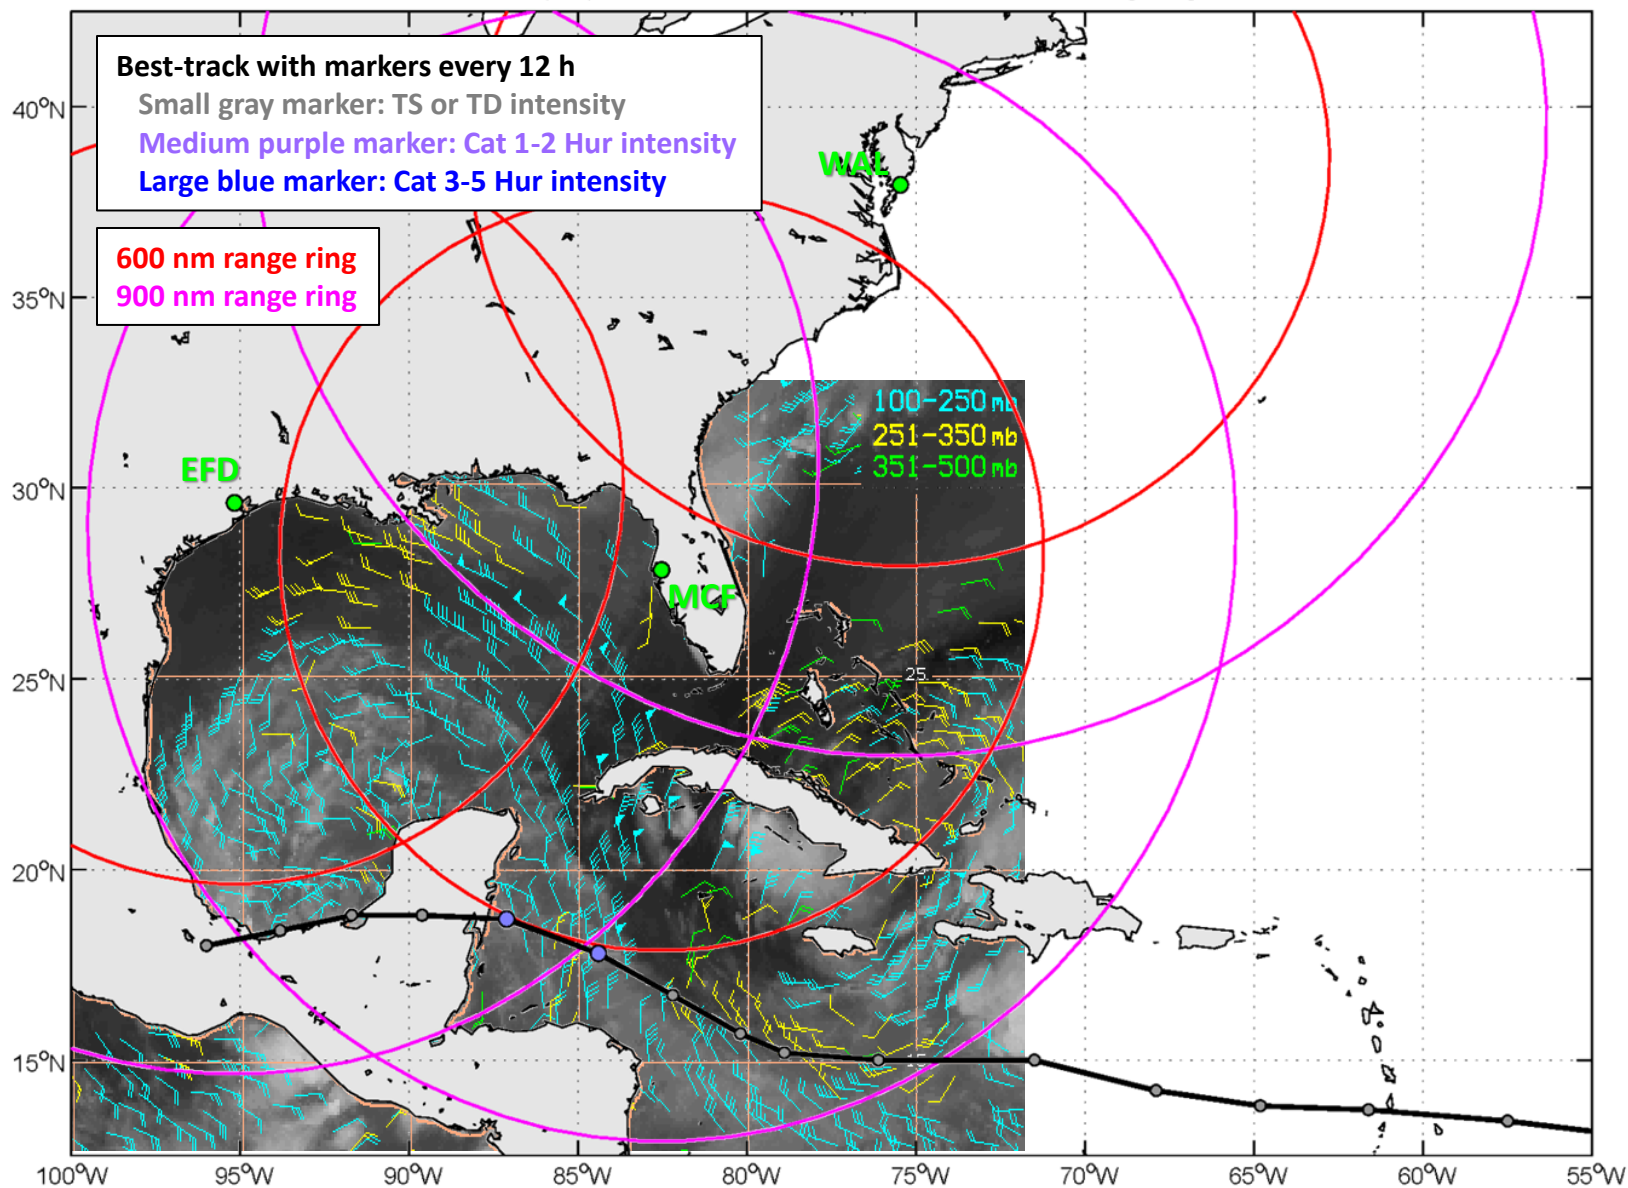 Best-track with markers every 12 h
Small gray marker: TS or TD intensity
Medium purple marker: Cat 1-2 Hur intensity
Large blue marker: Cat 3-5 Hur intensity
600 nm range ring
900 nm range ring
WAL
EFD
MCF
100-250 mb
251-350 mb
351-500 mb
25
15
40°N
35°N
30°N
25°N
20°N
15°N
100°W 95°W 90°W 85°W 80°W 75°W 70°W 65°W 60°W 55°W